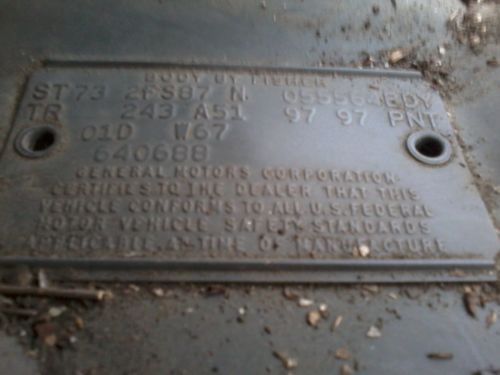 BODY BY FISHER
ST 73 2FS87 N 055562 BDY
TR 243 A51 97 97 PNT
01D W67
640688
GENERAL MOTORS CORPORATION
CERTIFIES TO THE DEALER THAT THIS
VEHICLE CONFORMS TO ALL U.S. FEDERAL
MOTOR VEHICLE SAFETY STANDARDS
APPLICABLE AT TIME OF MANUFACTURE